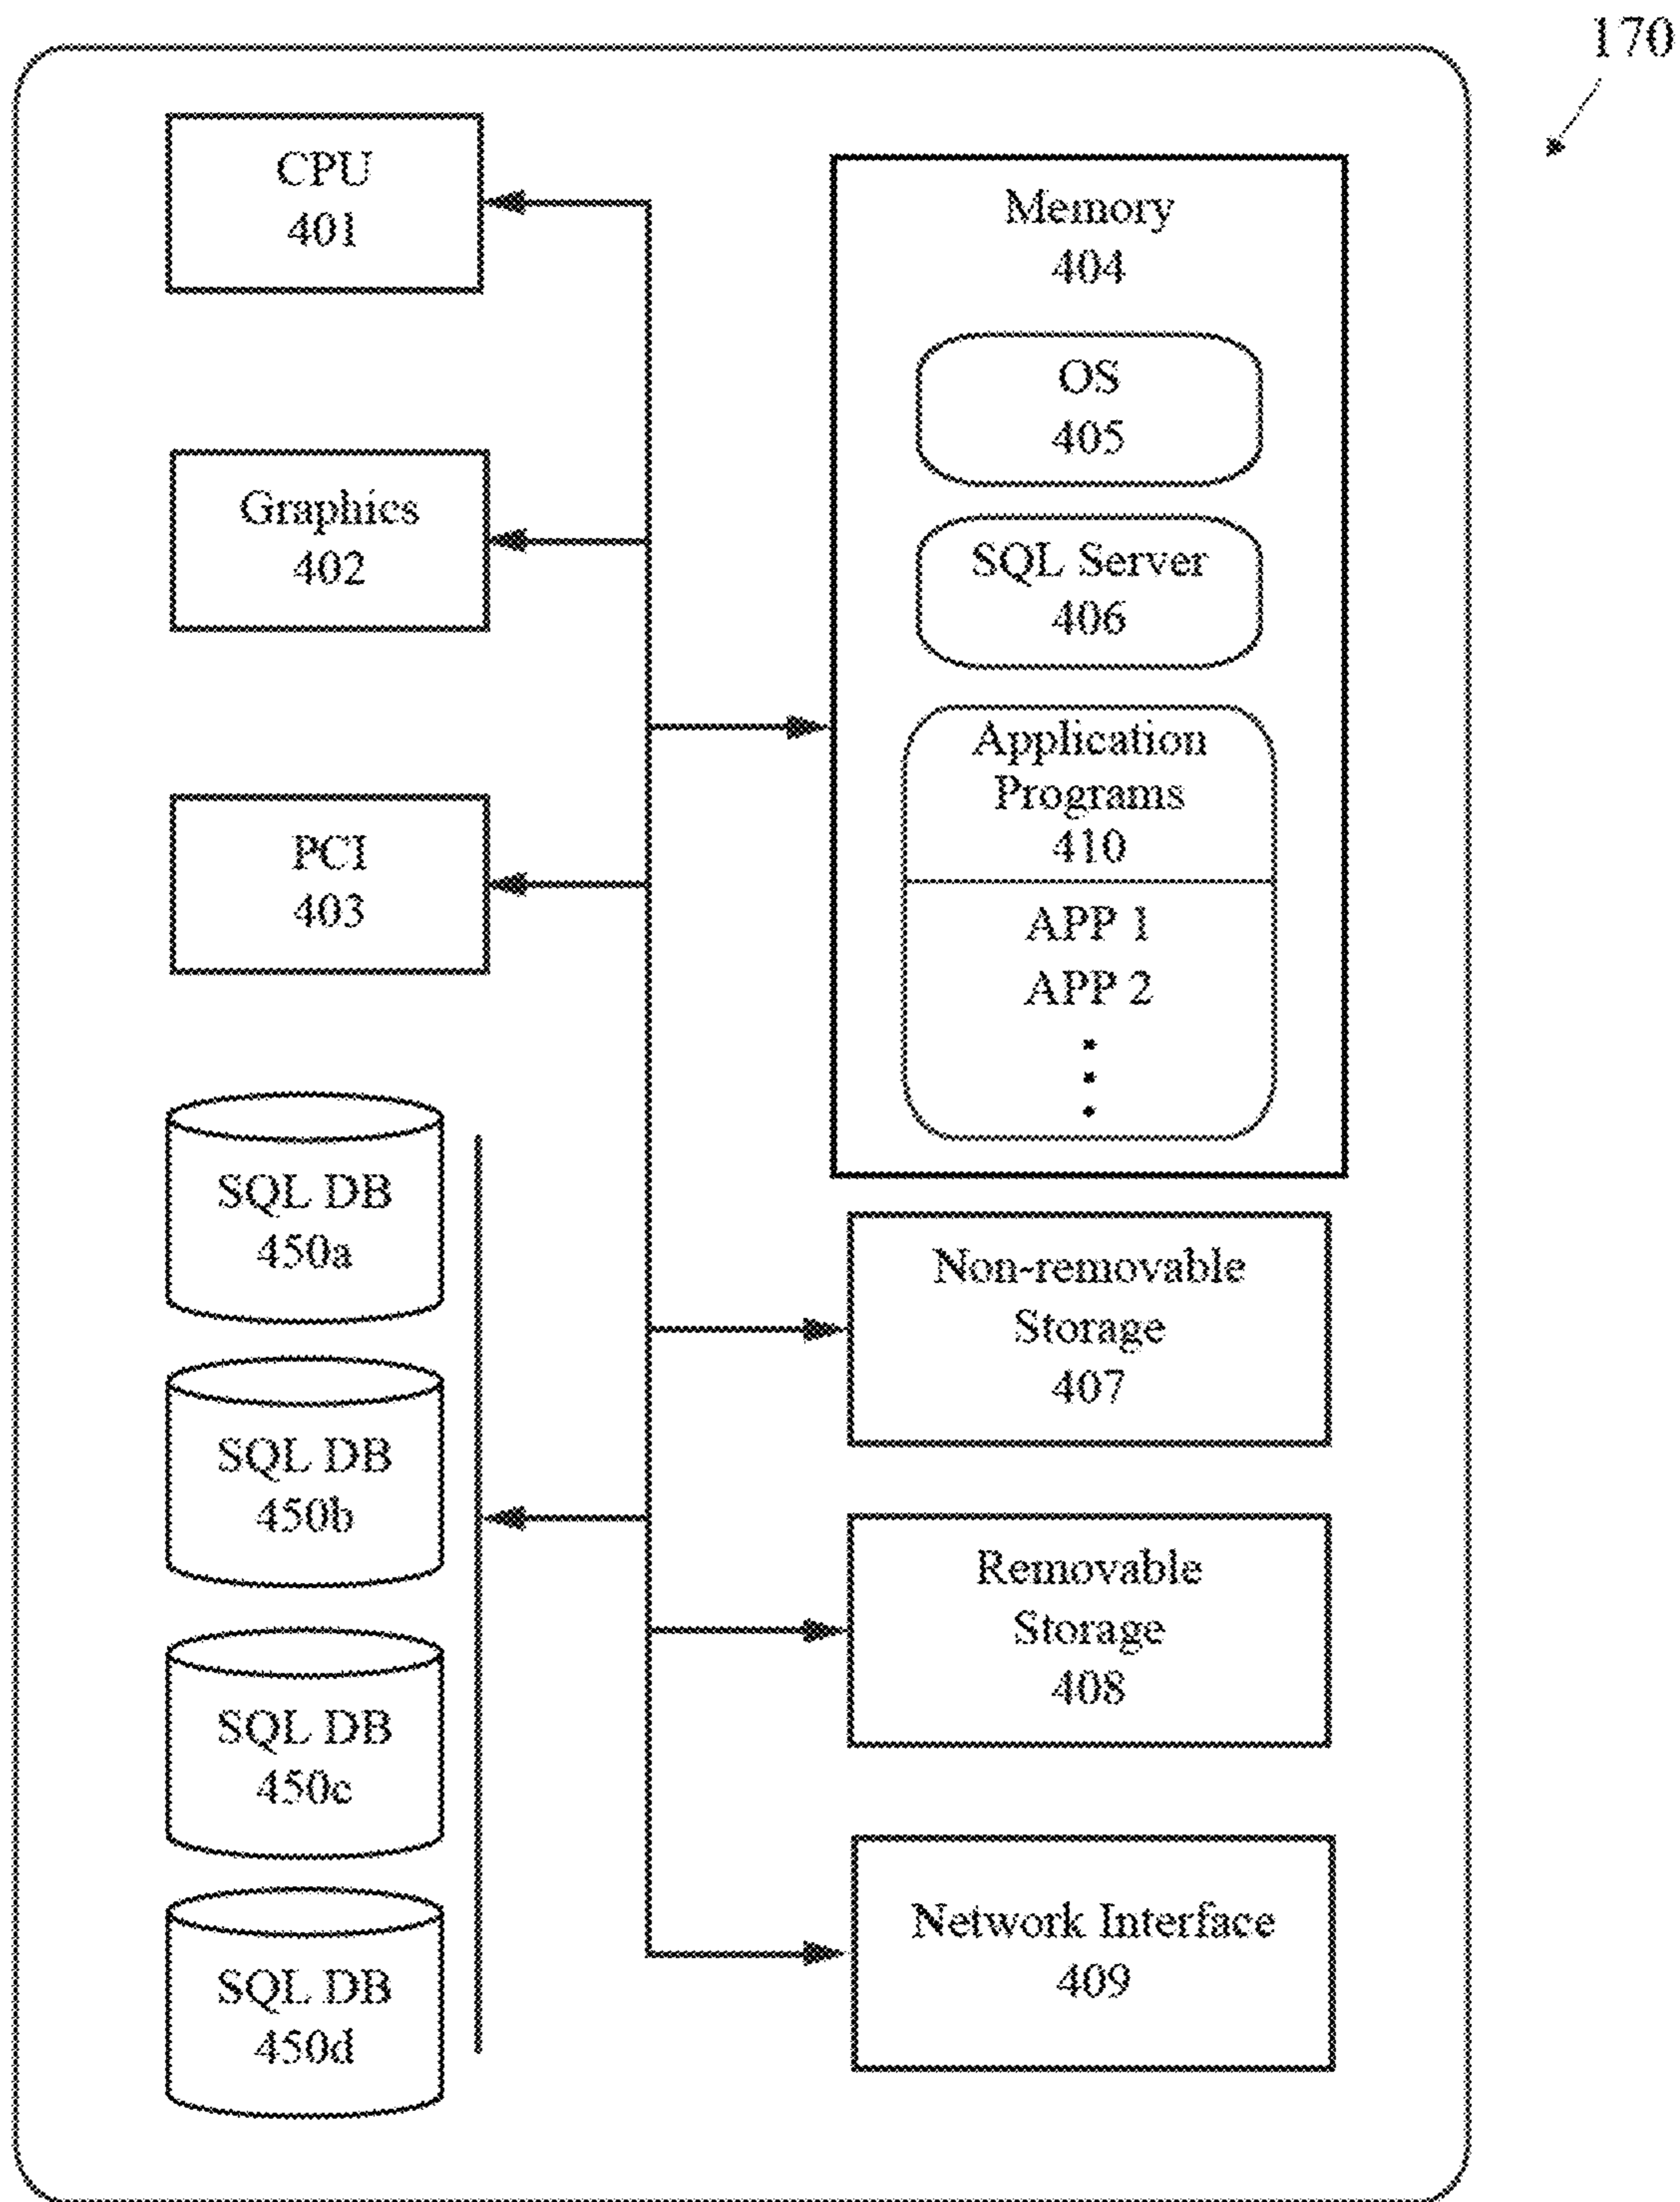 170
CPU
401
Graphics
402
PCI
403
SQL DB
450a
SQL DB
450b
SQL DB
450c
SQL DB
450d
Memory
404
OS
405
SQL Server
406
Application
Programs
410
APP 1
APP 2
Non-removable
Storage
407
Removable
Storage
408
Network Interface
409